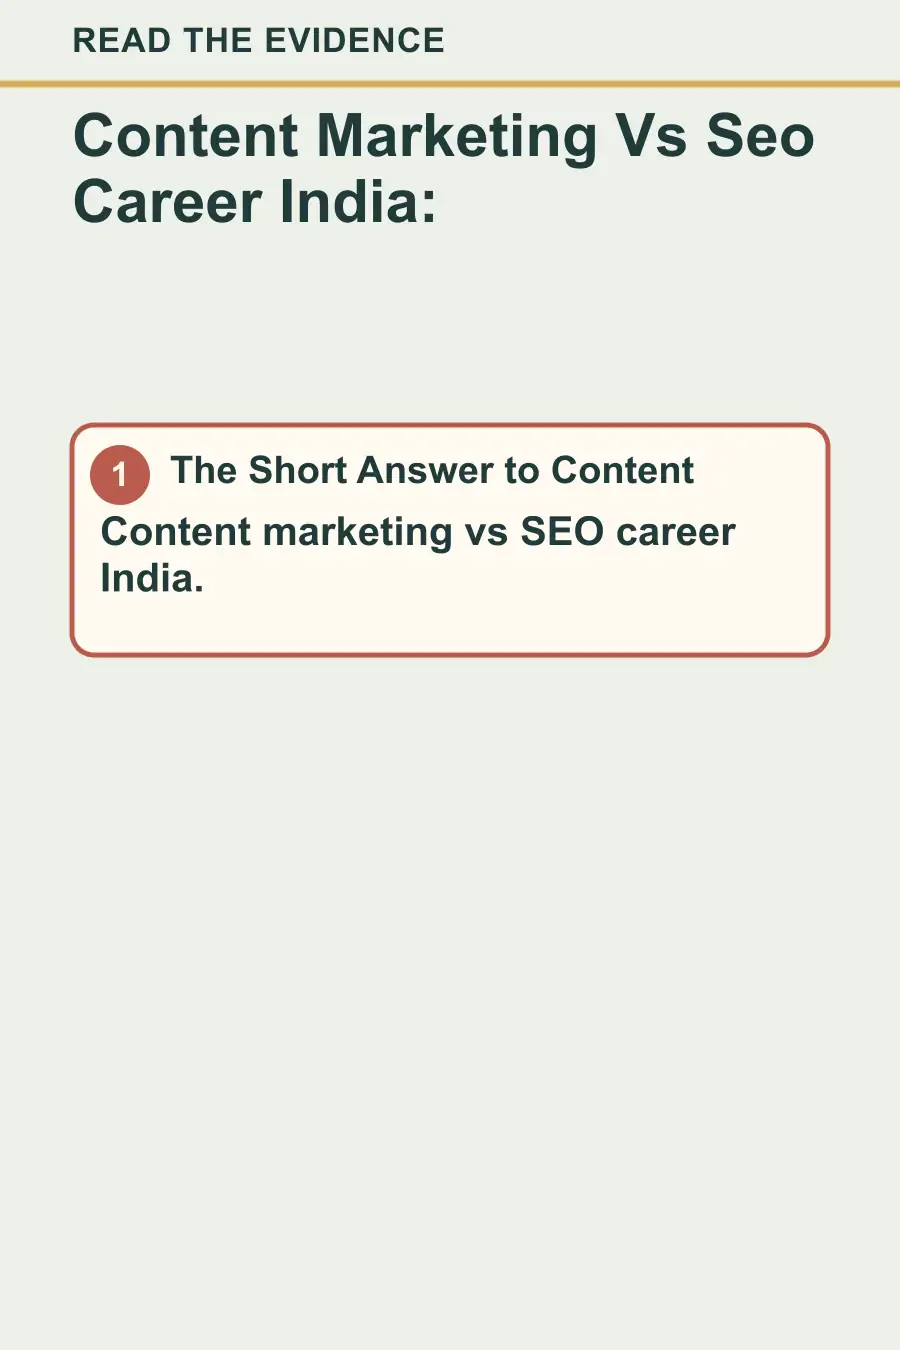 READ THE EVIDENCE
Content Marketing Vs Seo
Career India:
1 The Short Answer to Content
Content marketing vs SEO career
India.